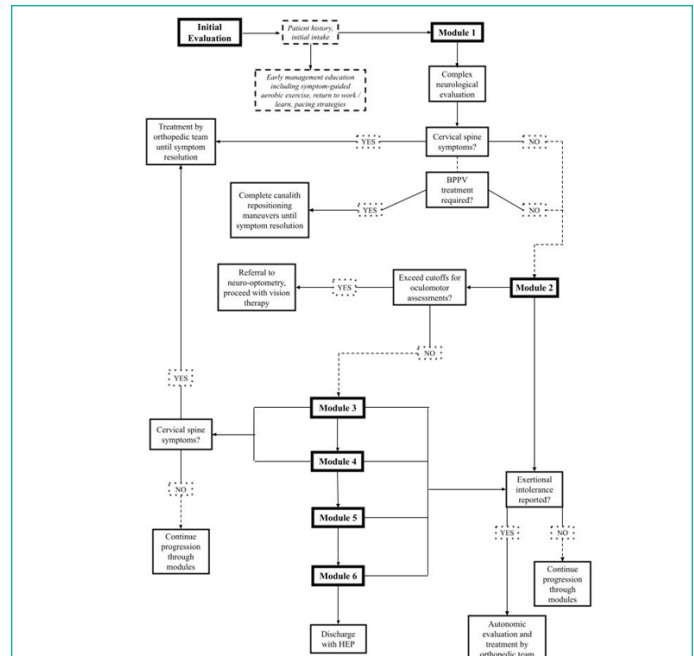 Initial
Evaluation
Patient history,
initial intake
Module 1
Early management education
including symptom-guided
aerobic exercise, return to work /
learn, pacing strategies
Complex
neurological
evaluation
Treatment by
orthopedic team
until symptom
resolution
YES
Cervical spine
symptoms?
NO
BPPV
treatment
required?
Complete canalith
repositioning
maneuvers until
symptom resolution
YES
NO
Referral to
neuro-optometry,
proceed with vision
therapy
YES
Exceed cutoffs for
oculomotor
assessments?
Module 2
NO
YES
Module 3
Cervical spine
symptoms?
Module 4
NO
Exertional
intolerance
reported?
Module 5
YES
NO
Continue
progression
through
modules
Module 6
Continue
progression
through
modules
Discharge
with HEP
Autonomic
evaluation and
treatment by
orthopedic team